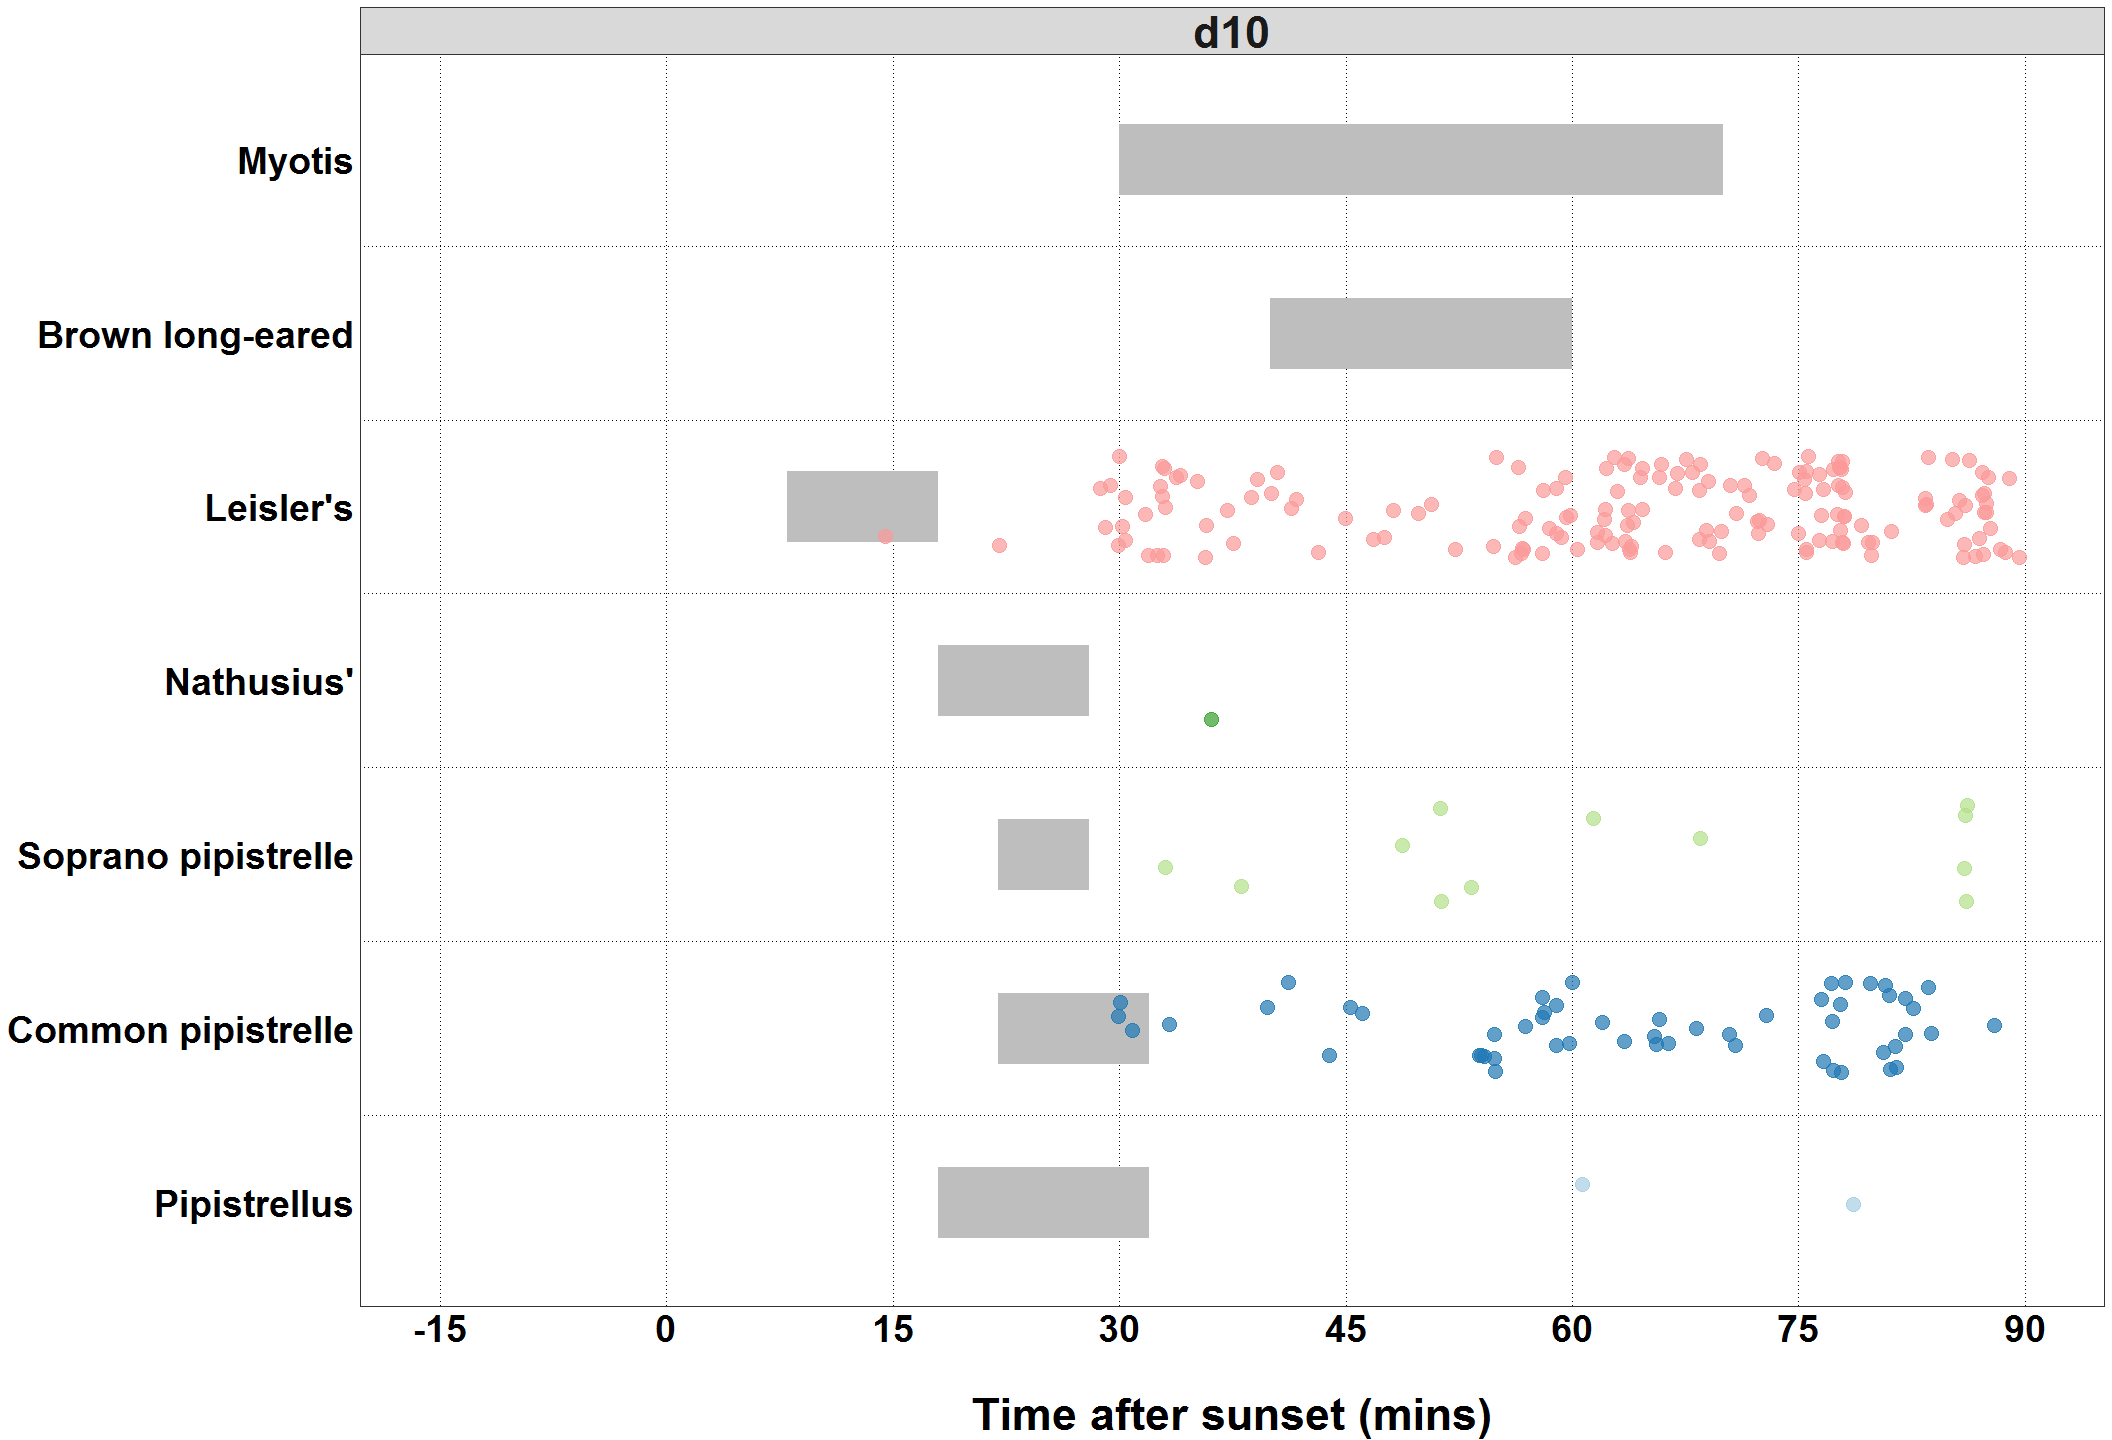 d10
Myotis
Brown long-eared
Leisler's
Nathusius'
Soprano pipistrelle
Common pipistrelle
Pipistrellus
-15 0 15 30 45 60 75 90
Time after sunset (mins)